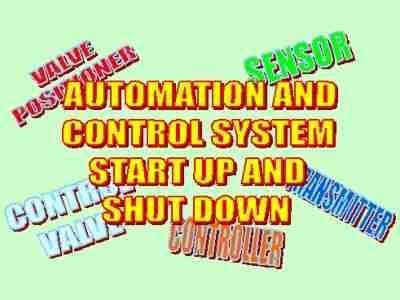 VALVE
POSITIONER
SENSOR
AUTOMATION AND
CONTROL SYSTEM
START UP AND
SHUT DOWN
CONTROL
VALVE
CONTROLLER
TRANSMITTER